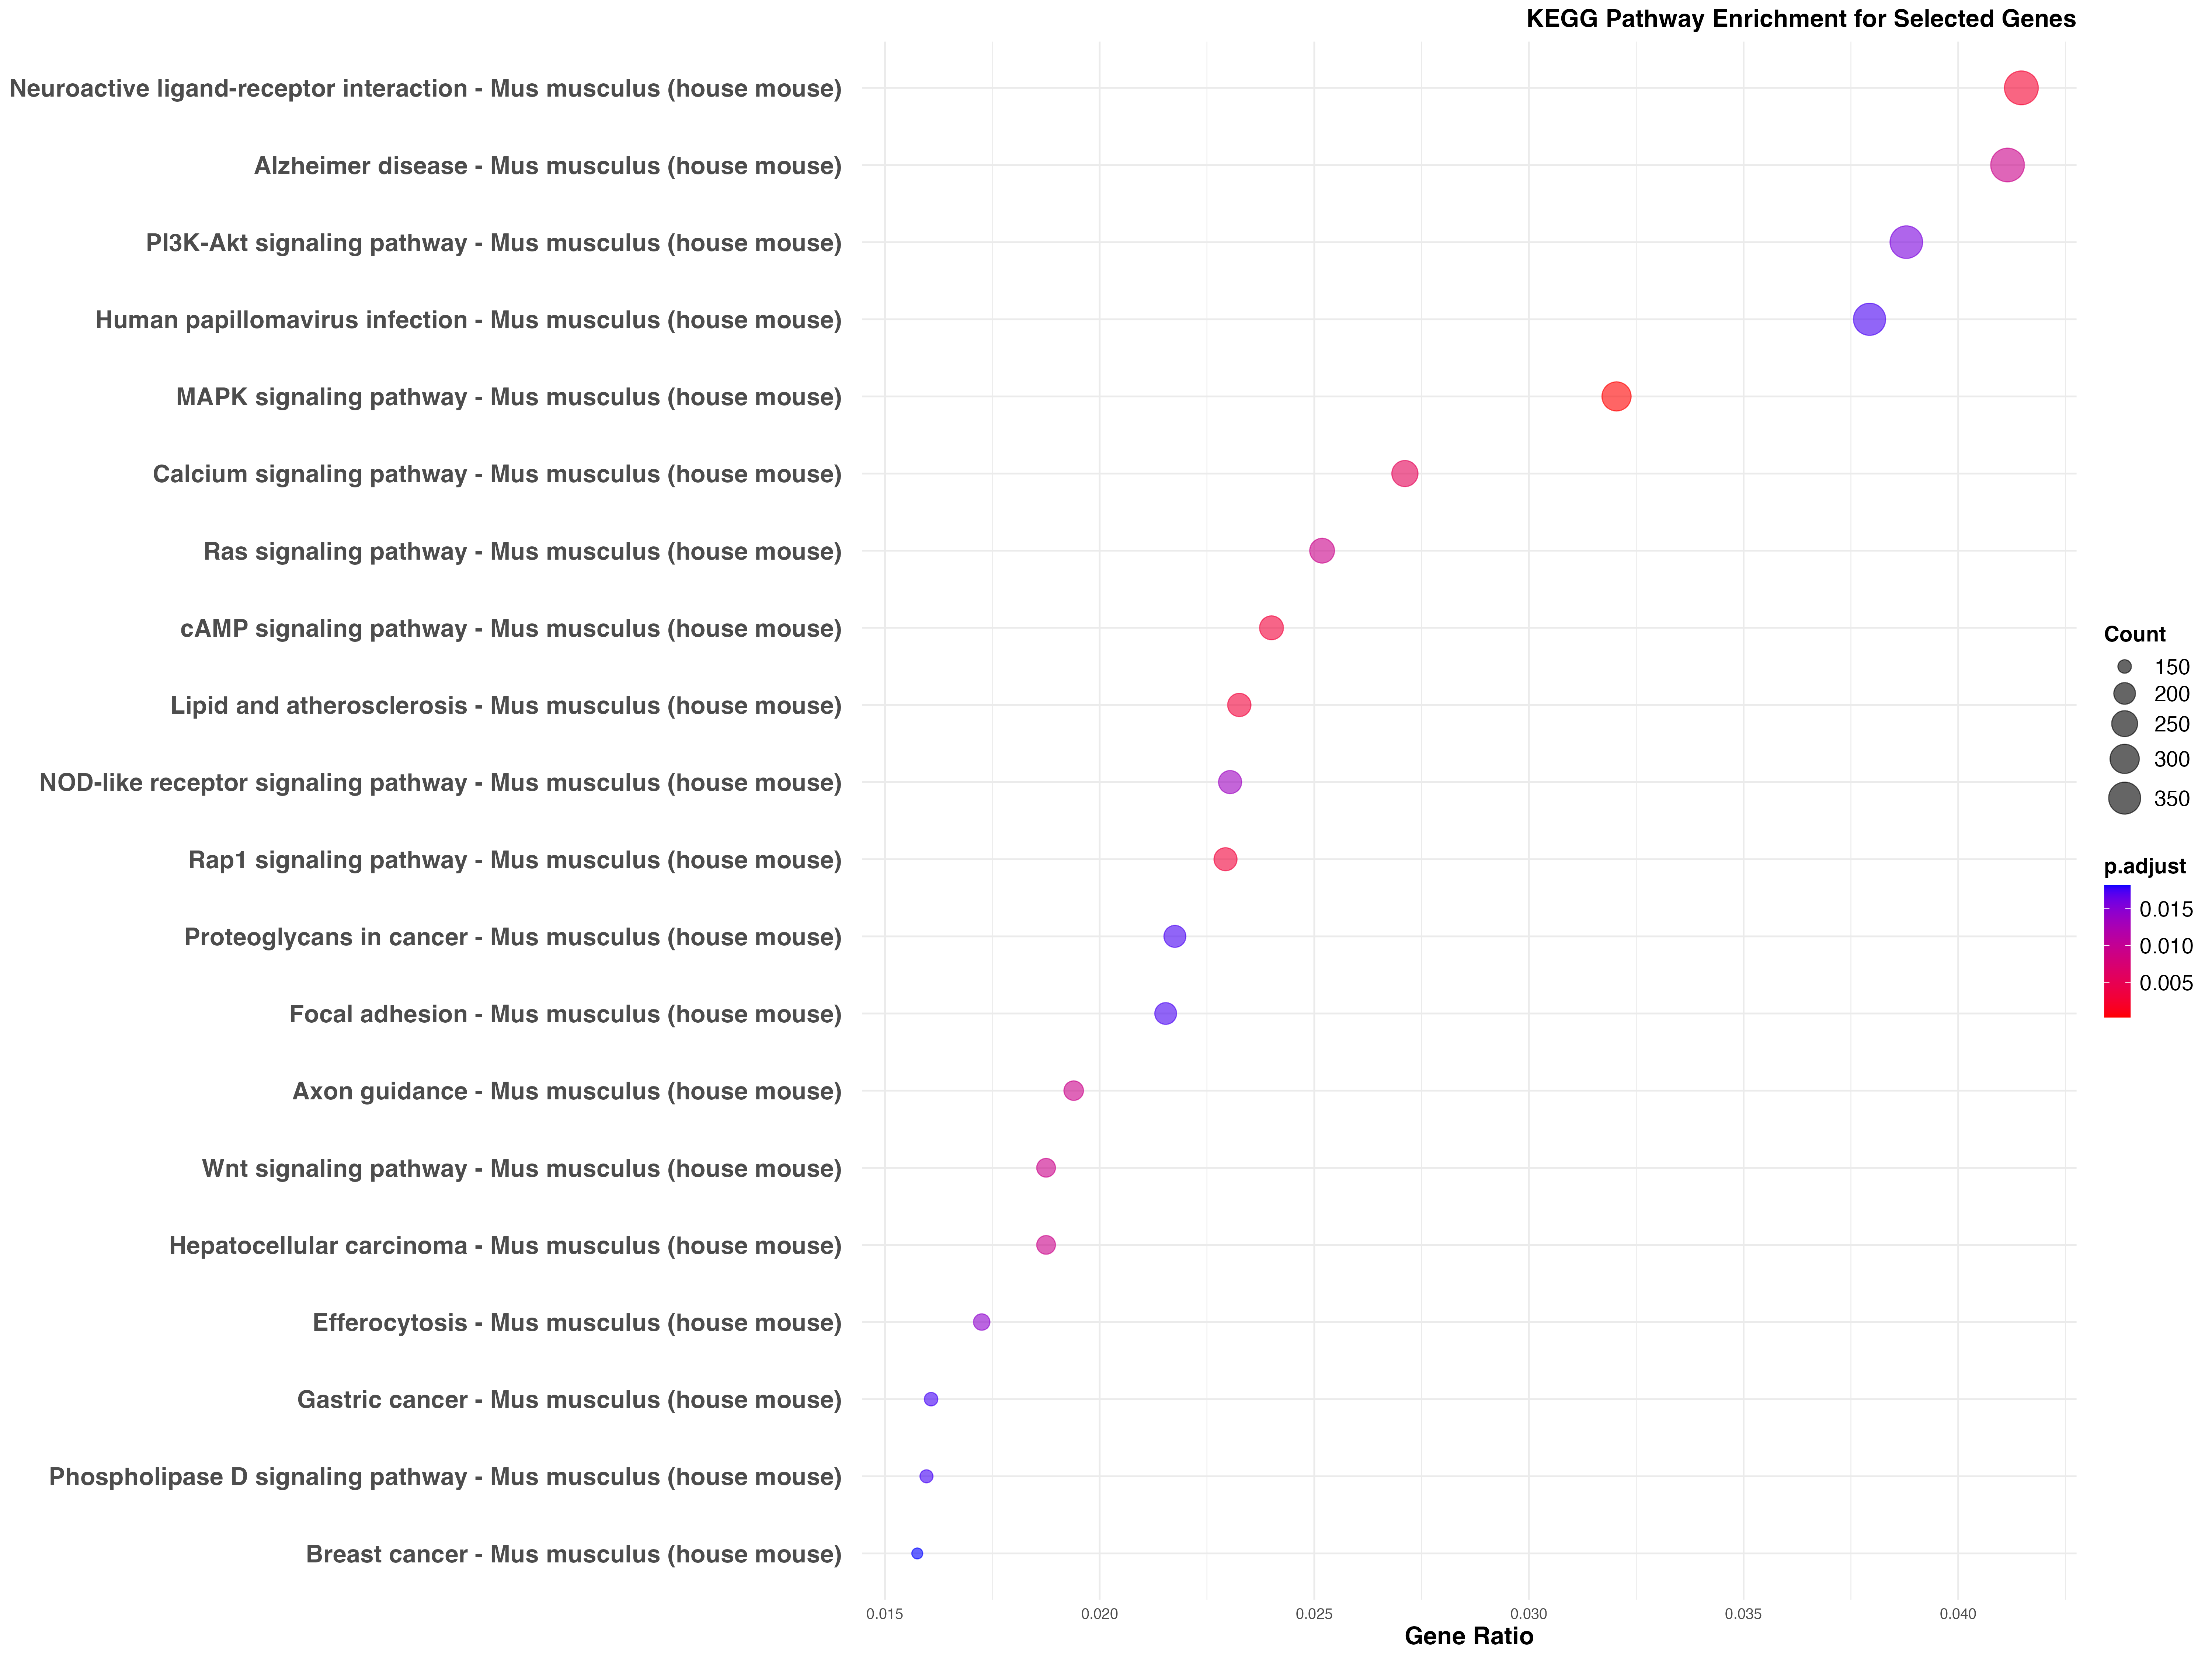 KEGG Pathway Enrichment for Selected Genes
Neuroactive ligand-receptor interaction - Mus musculus (house mouse)
Alzheimer disease - Mus musculus (house mouse)
PI3K-Akt signaling pathway - Mus musculus (house mouse)
Human papillomavirus infection - Mus musculus (house mouse)
MAPK signaling pathway - Mus musculus (house mouse)
Calcium signaling pathway - Mus musculus (house mouse)
Ras signaling pathway - Mus musculus (house mouse)
cAMP signaling pathway - Mus musculus (house mouse)
Lipid and atherosclerosis - Mus musculus (house mouse)
NOD-like receptor signaling pathway - Mus musculus (house mouse)
Rap1 signaling pathway - Mus musculus (house mouse)
Proteoglycans in cancer - Mus musculus (house mouse)
Focal adhesion - Mus musculus (house mouse)
Axon guidance - Mus musculus (house mouse)
Wnt signaling pathway - Mus musculus (house mouse)
Hepatocellular carcinoma - Mus musculus (house mouse)
Efferocytosis - Mus musculus (house mouse)
Gastric cancer - Mus musculus (house mouse)
Phospholipase D signaling pathway - Mus musculus (house mouse)
Breast cancer - Mus musculus (house mouse)
0.015 0.020 0.025 0.030 0.035 0.040
Gene Ratio
Count
150
200
250
300
350
p.adjust
0.015
0.010
0.005